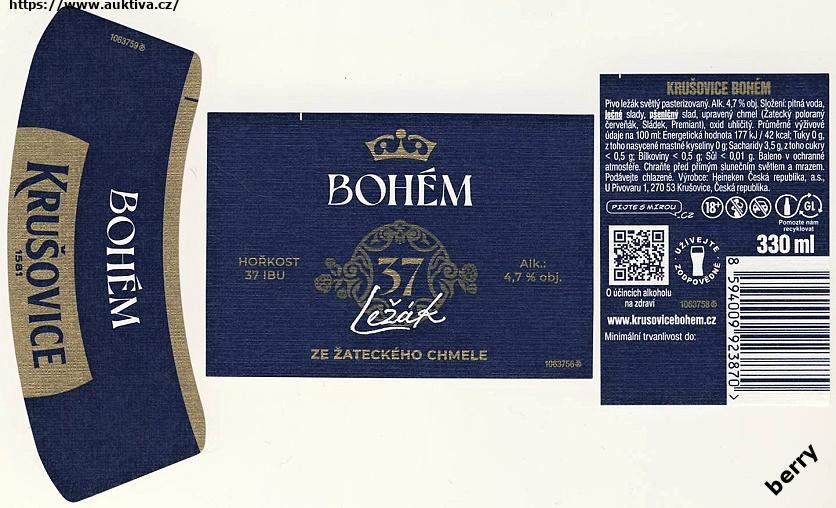 https://www.auktiva.cz/
1063759
BOHÉM
KRUŠOVICE
1581
BOHÉM
HOŘKOST
37 IBU
37
Alk.:
4,7 % obj.
Ležák
ZE ŽATECKÉHO CHMELE
1063756
KRUŠOVICE BOHÉM
Pivo ležák světlý pasterizovaný. Alk. 4,7 % obj. Složení: pitná voda,
ječné slady, pšeničný slad, upravený chmel (Žatecký poloraný
červeňák, Sládek, Premiant), oxid uhličitý. Průměrné výživové
údaje na 100 ml: Energetická hodnota 177 kJ / 42 kcal; Tuky 0 g,
z toho nasycené mastné kyseliny 0 g; Sacharidy 3,5 g, z toho cukry
< 0,5 g; Bílkoviny < 0,5 g; Sůl < 0,01 g. Baleno v ochranné
atmosféře. Chraňte před přímým slunečním světlem a mrazem.
Podávejte chlazené. Výrobce: Heineken Česká republika, a.s.,
U Pivovaru 1, 270 53 Krušovice, Česká republika.
PIJTE S MÍROU .CZ
18+
GL
Pomozte nám
recyklovat
UŽÍVEJTE
ZODPOVĚDNĚ
330 ml
O účincích alkoholu
na zdraví
1063758
www.krusovicebohem.cz
Minimální trvanlivost do:
8 594009 923870 >
berry